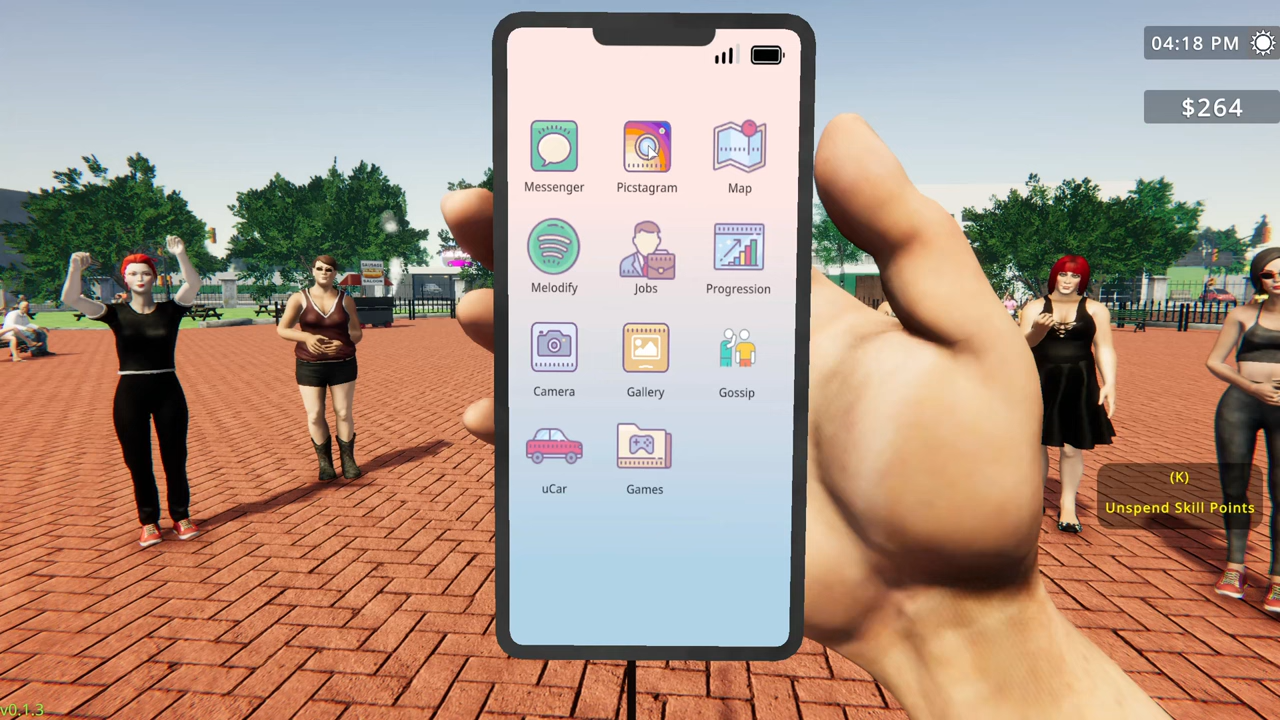 04:18 PM
$264
Messenger
Picstagram
Map
Melodify
Jobs
Progression
Camera
Gallery
Gossip
uCar
Games
(K)
Unspend Skill Points
v0.1.3